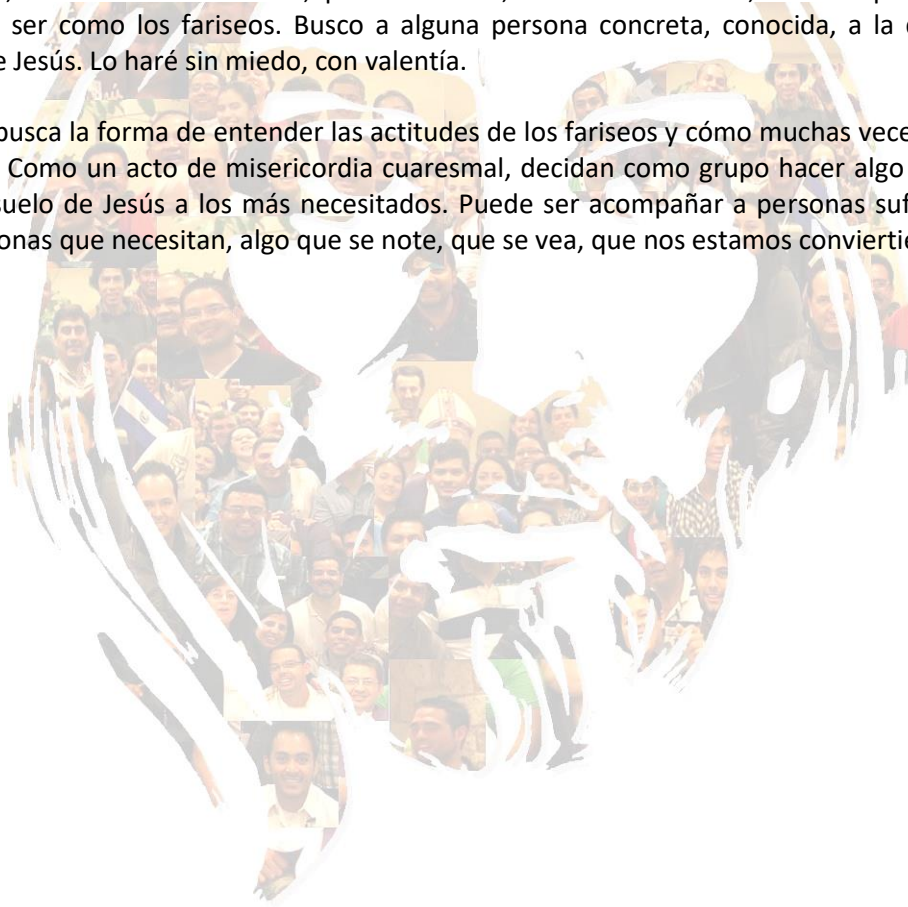 ser como los fariseos. Busco a alguna persona concreta, conocida, a la
e Jesús. Lo haré sin miedo, con valentía.
busca la forma de entender las actitudes de los fariseos y cómo muchas vece
. Como un acto de misericordia cuaresmal, decidan como grupo hacer algo
suelo de Jesús a los más necesitados. Puede ser acompañar a personas suf
onas que necesitan, algo que se note, que se vea, que nos estamos convirtie